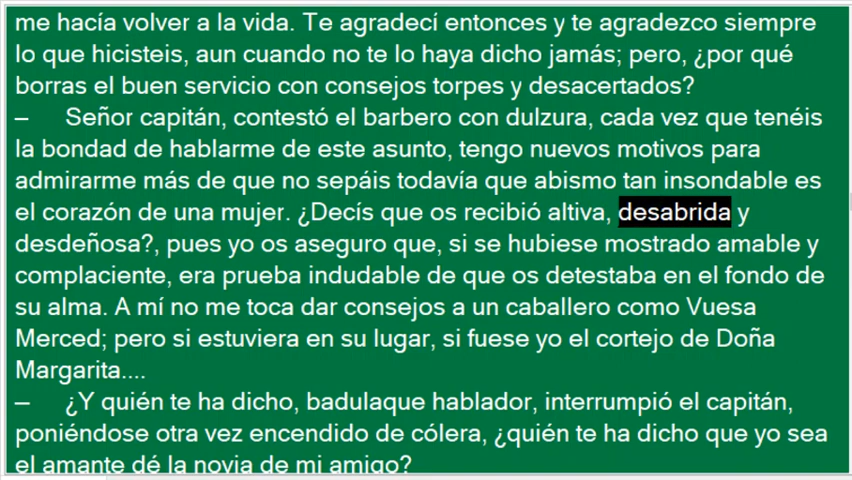 me hacía volver a la vida. Te agradecí entonces y te agradezco siempre
lo que hicisteis, aun cuando no te lo haya dicho jamás; pero, ¿por qué
borras el buen servicio con consejos torpes y desacertados?
– Señor capitán, contestó el barbero con dulzura, cada vez que tenéis
la bondad de hablarme de este asunto, tengo nuevos motivos para
admirarme más de que no sepáis todavía que abismo tan insondable es
el corazón de una mujer. ¿Decís que os recibió altiva, desabrida y
desdeñosa?, pues yo os aseguro que, si se hubiese mostrado amable y
complaciente, era prueba indudable de que os detestaba en el fondo de
su alma. A mí no me toca dar consejos a un caballero como Vuesa
Merced; pero si estuviera en su lugar, si fuese yo el cortejo de Doña
Margarita....
– ¿Y quién te ha dicho, badulaque hablador, interrumpió el capitán,
poniéndose otra vez encendido de cólera, ¿quién te ha dicho que yo sea
el amante dé la novia de mi amigo?